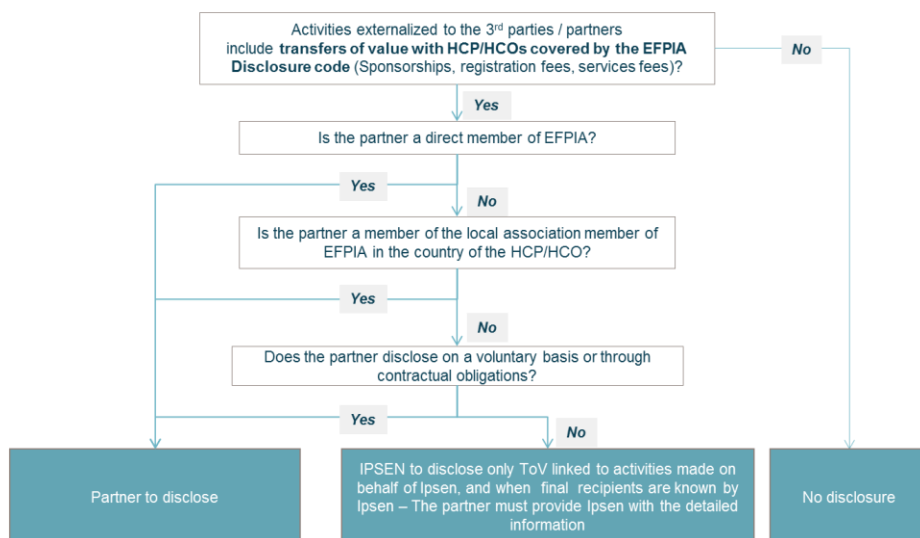 Activities externalized to the 3rd parties / partners
include transfers of value with HCP/HCOs covered by the EFPIA
Disclosure code (Sponsorships, registration fees, services fees)?
No
Yes
Is the partner a direct member of EFPIA?
Yes
No
Is the partner a member of the local association member of
EFPIA in the country of the HCP/HCO?
Yes
No
Does the partner disclose on a voluntary basis or through
contractual obligations?
Yes
No
Partner to disclose
IPSEN to disclose only ToV linked to activities made on
behalf of Ipsen, and when final recipients are known by
Ipsen – The partner must provide Ipsen with the detailed
information
No disclosure